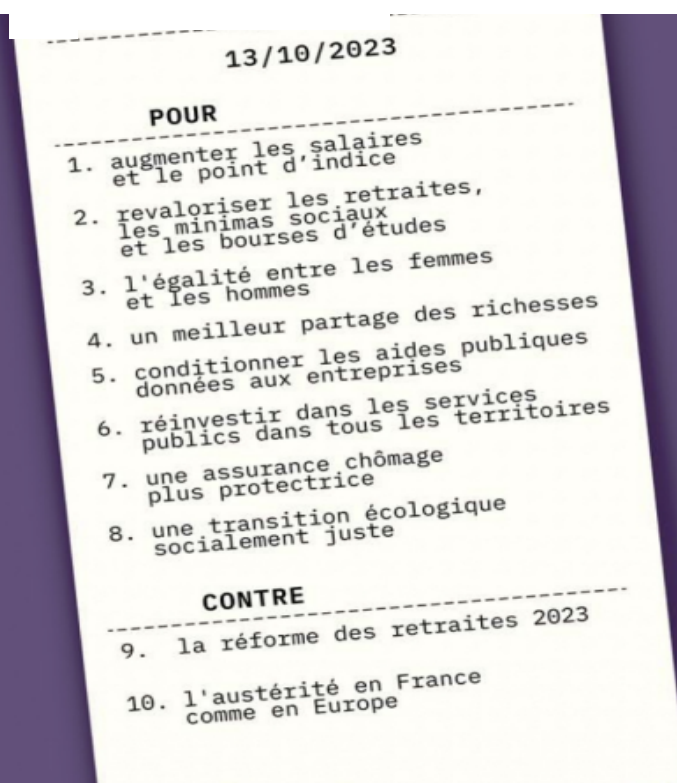 13/10/2023
POUR
1. augmenter les salaires
et le point d'indice
2. revaloriser les retraites,
les minimas sociaux
et les bourses d'études
3. l'égalité entre les femmes
et les hommes
4. un meilleur partage des richesses
5. conditionner les aides publiques
données aux entreprises
6. réinvestir dans les services
publics dans tous les territoires
7. une assurance chômage
plus protectrice
8. une transition écologique
socialement juste
CONTRE
9. la réforme des retraites 2023
10. l'austérité en France
comme en Europe